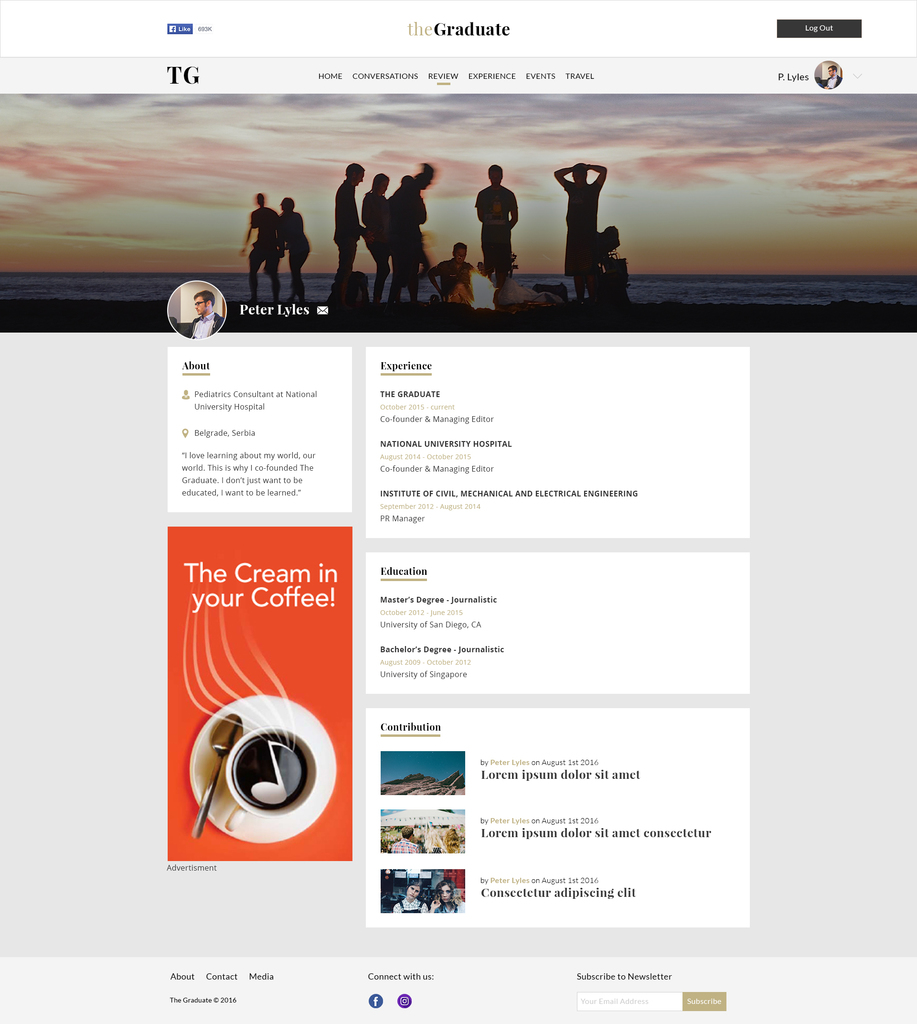 Like 693K
theGraduate
Log Out
TG
HOME CONVERSATIONS REVIEW EXPERIENCE EVENTS TRAVEL
P. Lyles
Peter Lyles
About
Pediatrics Consultant at National
University Hospital
Belgrade, Serbia
“I love learning about my world, our
world. This is why I co-founded The
Graduate. I don’t just want to be
educated, I want to be learned.”
The Cream in
your Coffee!
Advertisment
Experience
THE GRADUATE
October 2015 - current
Co-founder & Managing Editor
NATIONAL UNIVERSITY HOSPITAL
August 2014 - October 2015
Co-founder & Managing Editor
INSTITUTE OF CIVIL, MECHANICAL AND ELECTRICAL ENGINEERING
September 2012 - August 2014
PR Manager
Education
Master’s Degree - Journalistic
October 2012 - June 2015
University of San Diego, CA
Bachelor’s Degree - Journalistic
August 2009 - October 2012
University of Singapore
Contribution
by Peter Lyles on August 1st 2016
Lorem ipsum dolor sit amet
by Peter Lyles on August 1st 2016
Lorem ipsum dolor sit amet consectetur
by Peter Lyles on August 1st 2016
Consectetur adipiscing elit
About Contact Media
The Graduate © 2016
Connect with us:
Subscribe to Newsletter
Your Email Address
Subscribe